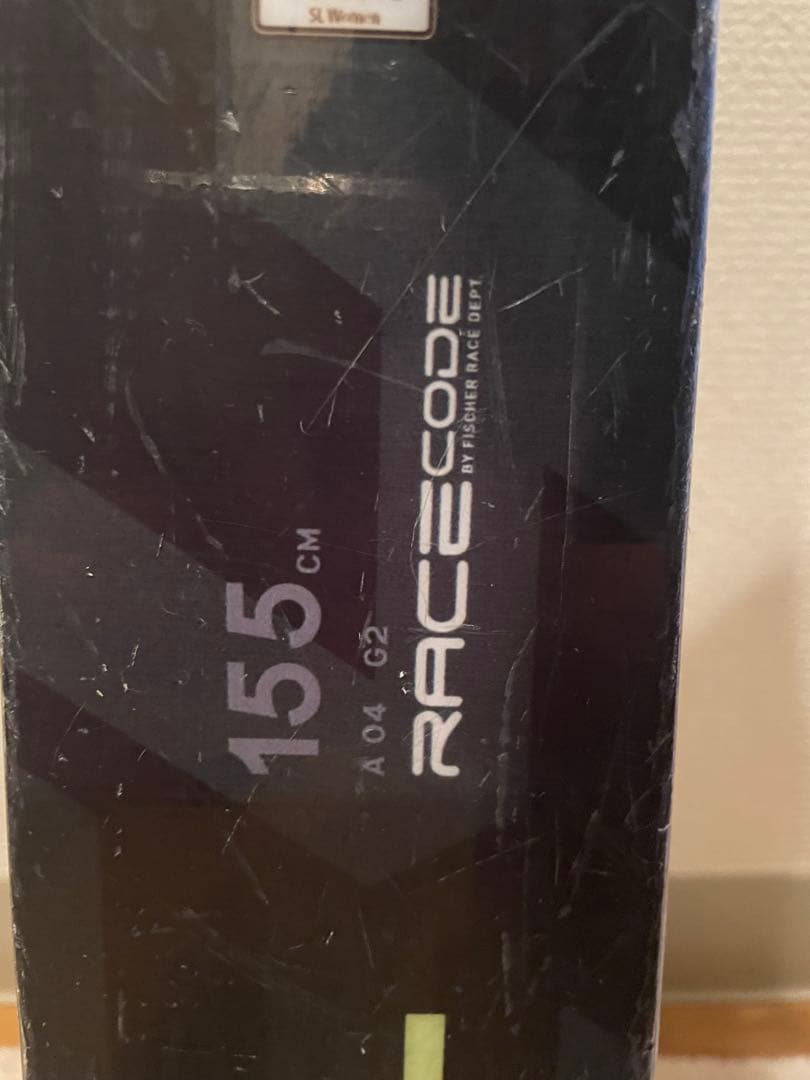 SL Women
155 CM
A 04 G2
RACECODE
BY FISCHER RACE DEPT.